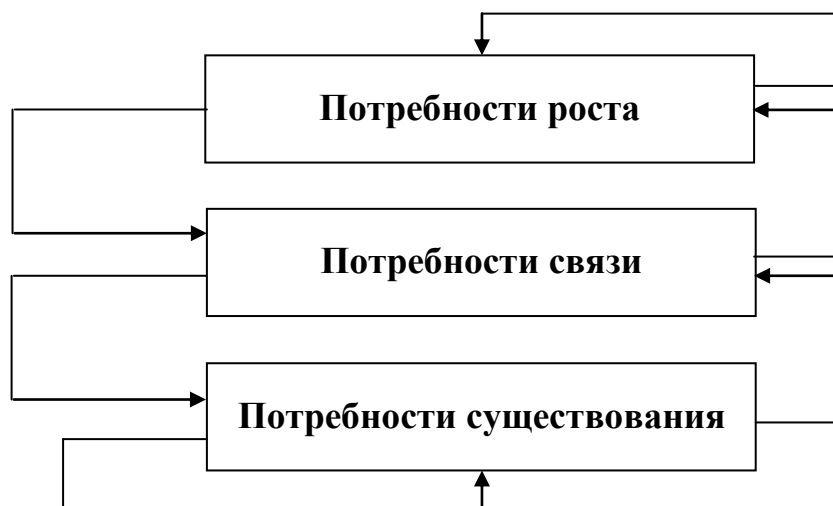 Потребности роста
Потребности связи
Потребности существования